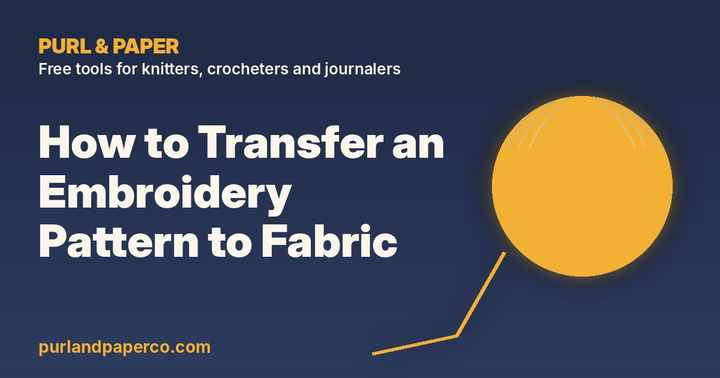 PURL & PAPER
Free tools for knitters, crocheters and journalers
How to Transfer an
Embroidery
Pattern to Fabric
purlandpaperco.com